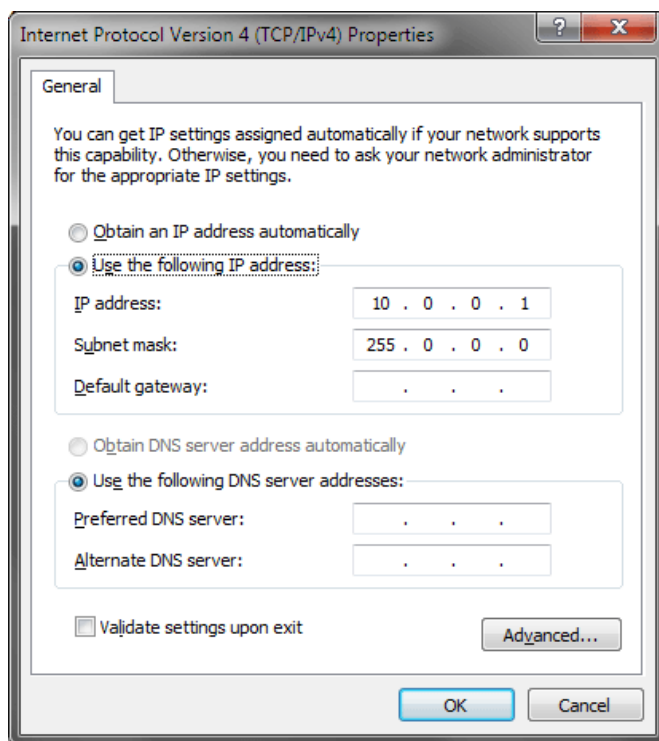 Internet Protocol Version 4 (TCP/IPv4) Properties
General
You can get IP settings assigned automatically if your network supports
this capability. Otherwise, you need to ask your network administrator
for the appropriate IP settings.
Obtain an IP address automatically
Use the following IP address:
IP address: 10 . 0 . 0 . 1
Subnet mask: 255 . 0 . 0 . 0
Default gateway: . . .
Obtain DNS server address automatically
Use the following DNS server addresses:
Preferred DNS server: . . .
Alternate DNS server: . . .
Validate settings upon exit
Advanced...
OK Cancel